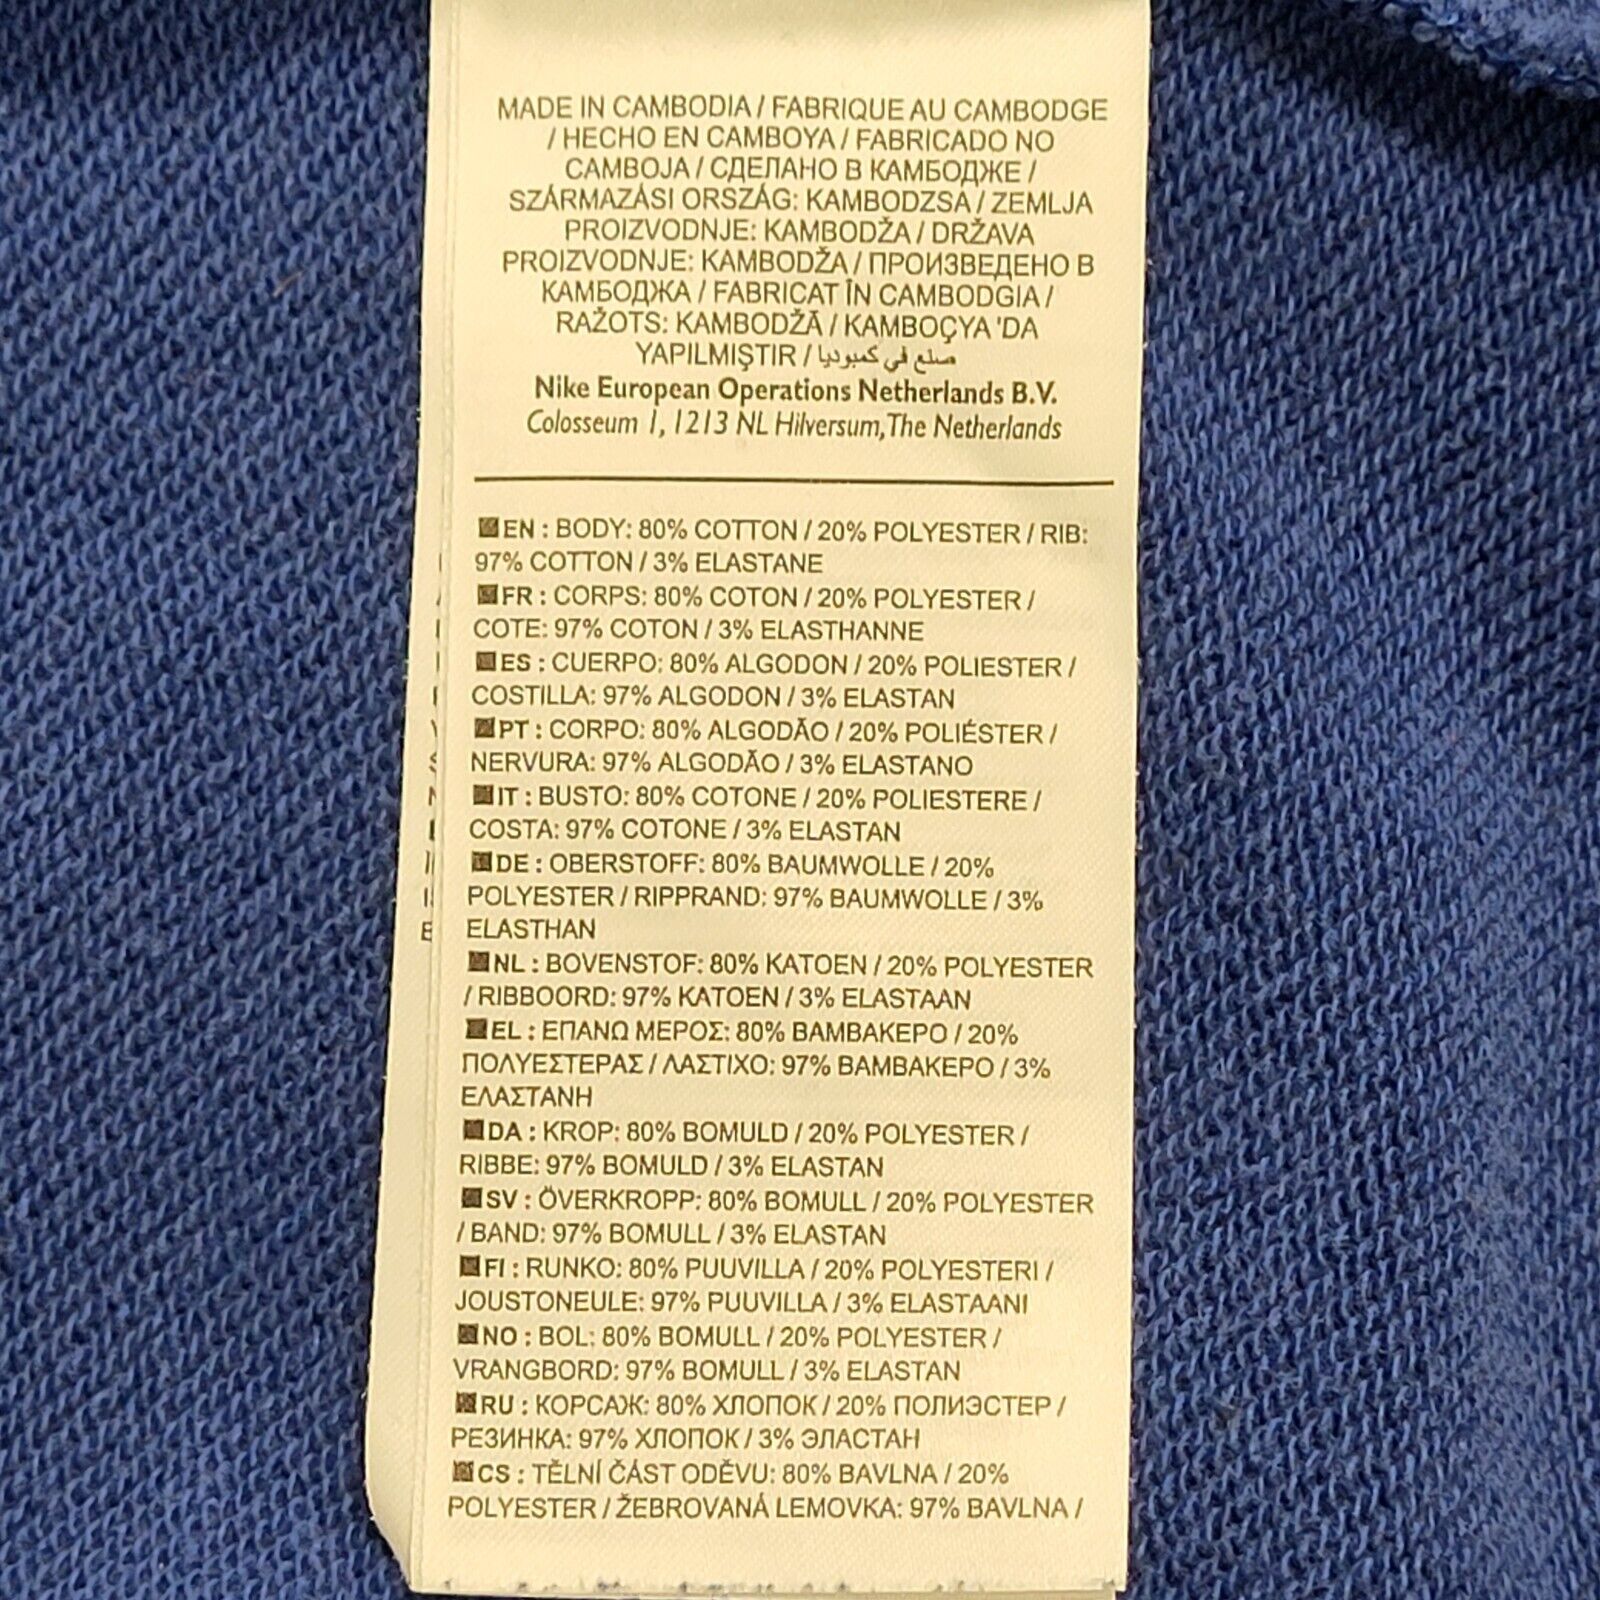 MADE IN CAMBODIA / FABRIQUE AU CAMBODGE
/ HECHO EN CAMBOYA / FABRICADO NO
CAMBOJA / СДЕЛАНО В КАМБОДЖЕ /
SZÁRMAZÁSI ORSZÁG: KAMBODZSA / ZEMLJA
PROIZVODNJE: KAMBODŽA / DRŽAVA
PROIZVODNJE: KAMBODŽA / ПРОИЗВЕДЕНО В
КАМБОДЖА / FABRICAT ÎN CAMBODGIA /
RAŽOTS: KAMBODŽĀ / KAMBOÇYA 'DA
YAPILMIŞTIR / صنع في كمبوديا
Nike European Operations Netherlands B.V.
Colosseum 1, 1213 NL Hilversum, The Netherlands
EN : BODY: 80% COTTON / 20% POLYESTER / RIB:
97% COTTON / 3% ELASTANE
FR : CORPS: 80% COTON / 20% POLYESTER /
COTE: 97% COTON / 3% ELASTHANNE
ES : CUERPO: 80% ALGODON / 20% POLIESTER /
COSTILLA: 97% ALGODON / 3% ELASTAN
PT : CORPO: 80% ALGODÃO / 20% POLIÉSTER /
NERVURA: 97% ALGODÃO / 3% ELASTANO
IT : BUSTO: 80% COTONE / 20% POLIESTERE /
COSTA: 97% COTONE / 3% ELASTAN
DE : OBERSTOFF: 80% BAUMWOLLE / 20%
POLYESTER / RIPPRAND: 97% BAUMWOLLE / 3%
ELASTHAN
NL : BOVENSTOF: 80% KATOEN / 20% POLYESTER
/ RIBBOORD: 97% KATOEN / 3% ELASTAAN
EL : ΕΠΑΝΩ ΜΕΡΟΣ: 80% ΒΑΜΒΑΚΕΡΟ / 20%
ΠΟΛΥΕΣΤΕΡΑΣ / ΛΑΣΤΙΧΟ: 97% ΒΑΜΒΑΚΕΡΟ / 3%
ΕΛΑΣΤΑΝΗ
DA : KROP: 80% BOMULD / 20% POLYESTER /
RIBBE: 97% BOMULD / 3% ELASTAN
SV : ÖVERKROPP: 80% BOMULL / 20% POLYESTER
/ BAND: 97% BOMULL / 3% ELASTAN
FI : RUNKO: 80% PUUVILLA / 20% POLYESTERI /
JOUSTONEULE: 97% PUUVILLA / 3% ELASTAANI
NO : BOL: 80% BOMULL / 20% POLYESTER /
VRANGBORD: 97% BOMULL / 3% ELASTAN
RU : КОРСАЖ: 80% ХЛОПОК / 20% ПОЛИЭСТЕР /
РЕЗИНКА: 97% ХЛОПОК / 3% ЭЛАСТАН
CS : TĚLNÍ ČÁST ODĚVU: 80% BAVLNA / 20%
POLYESTER / ŽEBROVANÁ LEMOVKA: 97% BAVLNA /